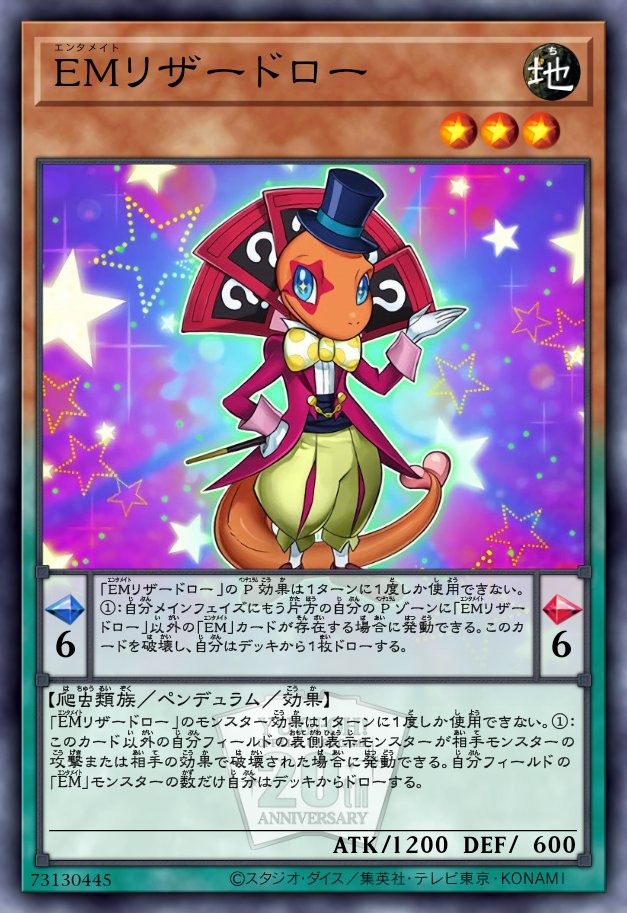 エンタメイト
EMリザードロー
ち
地
「EMリザードロー」のP効果は1ターンに1度しか使用できない。
①：自分メインフェイズにもう片方の自分のPゾーンに「EMリザー
ドロー」以外の「EM」カードが存在する場合に発動できる。このカ
ードを破壊し、自分はデッキから1枚ドローする。
6
6
【爬虫類族／ペンデュラム／効果】
「EMリザードロー」のモンスター効果は1ターンに1度しか使用できない。①：
このカード以外の自分フィールドの表側表示モンスターが相手モンスターの
攻撃または相手の効果で破壊された場合に発動できる。自分フィールドの
「EM」モンスターの数だけ自分はデッキからドローする。
20th
ANNIVERSARY
ATK/1200 DEF/ 600
73130445
©スタジオ・ダイス／集英社・テレビ東京・KONAMI